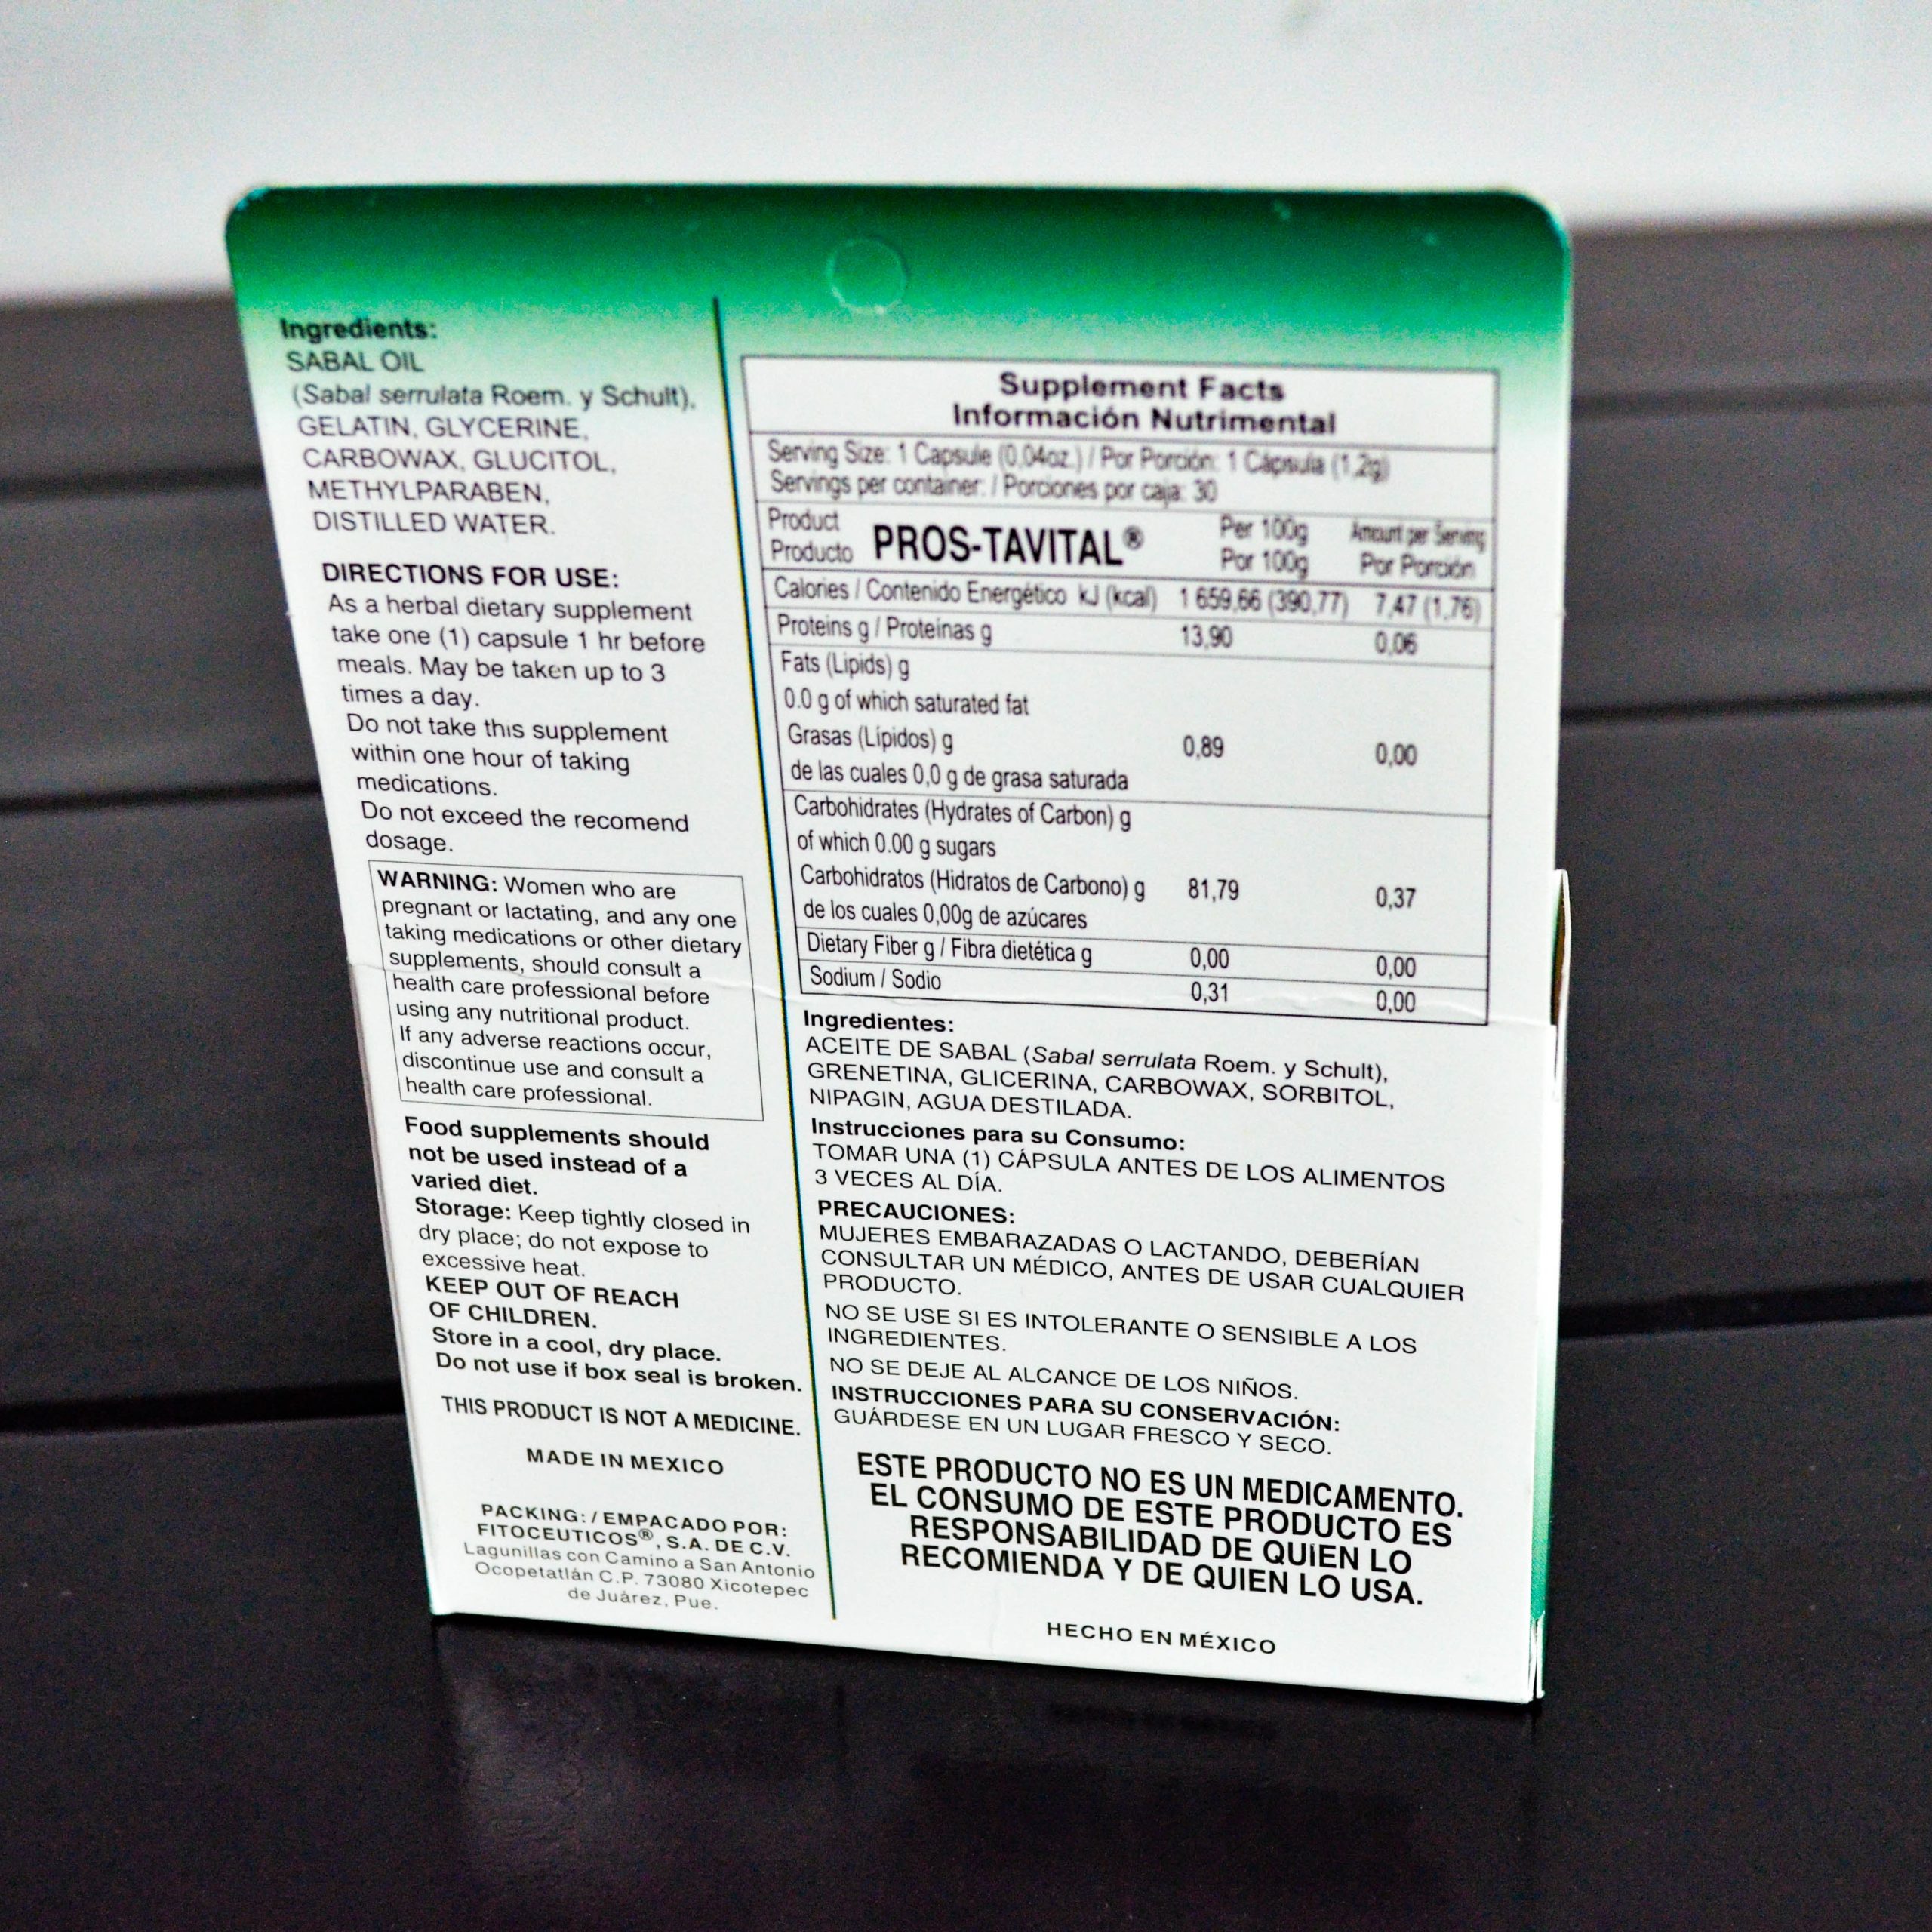 Ingredients:
SABAL OIL
(Sabal serrulata Roem. y Schult),
GELATIN, GLYCERINE,
CARBOWAX, GLUCITOL,
METHYLPARABEN,
DISTILLED WATER.
DIRECTIONS FOR USE:
As a herbal dietary supplement
take one (1) capsule 1 hr before
meals. May be taken up to 3
times a day.
Do not take this supplement
within one hour of taking
medications.
Do not exceed the recomend
dosage.
WARNING: Women who are
pregnant or lactating, and any one
taking medications or other dietary
supplements, should consult a
health care professional before
using any nutritional product.
If any adverse reactions occur,
discontinue use and consult a
health care professional.
Food supplements should
not be used instead of a
varied diet.
Storage: Keep tightly closed in
dry place; do not expose to
excessive heat.
KEEP OUT OF REACH
OF CHILDREN.
Store in a cool, dry place.
Do not use if box seal is broken.
THIS PRODUCT IS NOT A MEDICINE.
MADE IN MEXICO
PACKING: / EMPACADO POR:
FITOCEUTICOS®, S.A. DE C.V.
Lagunillas con Camino a San Antonio
Ocopetatlán C.P. 73080 Xicotepec
de Juárez, Pue.
Supplement Facts
Información Nutrimental
Serving Size: 1 Capsule (0.04oz.) / Por Porción: 1 Cápsula (1.2g)
Servings per container: / Porciones por caja: 30
Product Per 100g Amount per Serving
Producto PROS-TAVITAL® Por 100g Por Porción
Calories / Contenido Energético kJ (kcal) 1 659,66 (390,77) 7,47 (1,76)
Proteins g / Proteínas g 13,90 0,06
Fats (Lipids) g
0.0 g of which saturated fat
Grasas (Lípidos) g 0,89 0,00
de las cuales 0,0 g de grasa saturada
Carbohidrates (Hydrates of Carbon) g
of which 0.00 g sugars
Carbohidratos (Hidratos de Carbono) g 81,79 0,37
de los cuales 0,00g de azúcares
Dietary Fiber g / Fibra dietética g 0,00 0,00
Sodium / Sodio 0,31 0,00
Ingredientes:
ACEITE DE SABAL (Sabal serrulata Roem. y Schult),
GRENETINA, GLICERINA, CARBOWAX, SORBITOL,
NIPAGIN, AGUA DESTILADA.
Instrucciones para su Consumo:
TOMAR UNA (1) CÁPSULA ANTES DE LOS ALIMENTOS
3 VECES AL DÍA.
PRECAUCIONES:
MUJERES EMBARAZADAS O LACTANDO, DEBERÍAN
CONSULTAR UN MÉDICO, ANTES DE USAR CUALQUIER
PRODUCTO.
NO SE USE SI ES INTOLERANTE O SENSIBLE A LOS
INGREDIENTES.
NO SE DEJE AL ALCANCE DE LOS NIÑOS.
INSTRUCCIONES PARA SU CONSERVACIÓN:
GUÁRDESE EN UN LUGAR FRESCO Y SECO.
ESTE PRODUCTO NO ES UN MEDICAMENTO.
EL CONSUMO DE ESTE PRODUCTO ES
RESPONSABILIDAD DE QUIEN LO
RECOMIENDA Y DE QUIEN LO USA.
HECHO EN MÉXICO